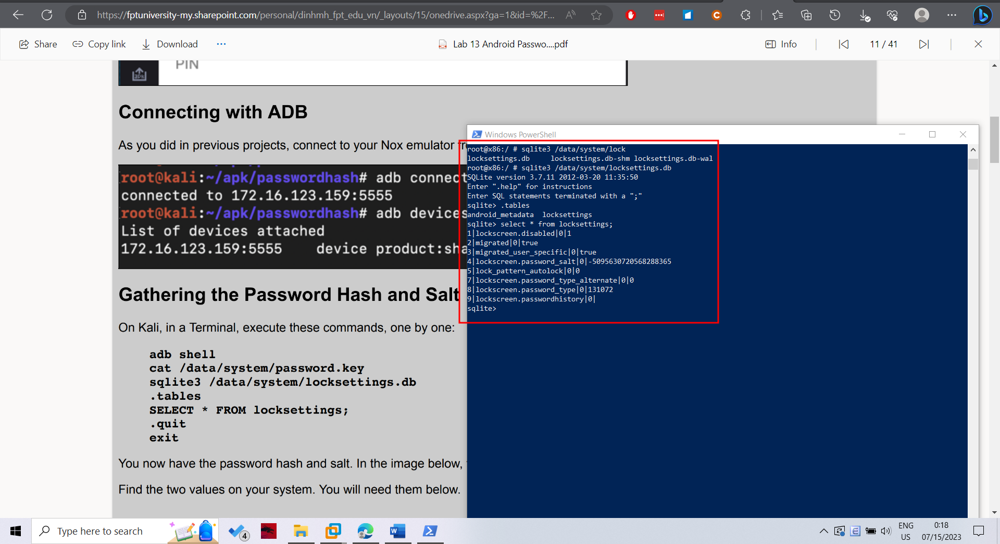 https://fptuniversity-my.sharepoint.com/personal/dinhmh_fpt_edu_vn/_layouts/15/onedrive.aspx?ga=1&id=%2F...
Share
Copy link
Download
Lab 13 Android Passwo....pdf
Info
11 / 41
PIN
Connecting with ADB
As you did in previous projects, connect to your Nox emulator
root@kali:~/apk/passwordhash# adb connect
connected to 172.16.123.159:5555
root@kali:~/apk/passwordhash# adb devices
List of devices attached
172.16.123.159:5555 device product:sha
Gathering the Password Hash and Salt
On Kali, in a Terminal, execute these commands, one by one:
adb shell
cat /data/system/password.key
sqlite3 /data/system/locksettings.db
.tables
SELECT * FROM locksettings;
.quit
exit
You now have the password hash and salt. In the image below,
Find the two values on your system. You will need them below.
Windows PowerShell
root@x86:/ # sqlite3 /data/system/lock
locksettings.db locksettings.db-shm locksettings.db-wal
root@x86:/ # sqlite3 /data/system/locksettings.db
SQLite version 3.7.11 2012-03-20 11:35:50
Enter ".help" for instructions
Enter SQL statements terminated with a ";"
sqlite> .tables
android_metadata locksettings
sqlite> select * from locksettings;
1|lockscreen.disabled|0|1
2|migrated|0|true
3|migrated_user_specific|0|true
4|lockscreen.password_salt|0|-5095630720568288365
5|lock_pattern_autolock|0|0
7|lockscreen.password_type_alternate|0|0
8|lockscreen.password_type|0|131072
9|lockscreen.passwordhistory|0|
sqlite>
Type here to search
4
ENG
US
0:18
07/15/2023